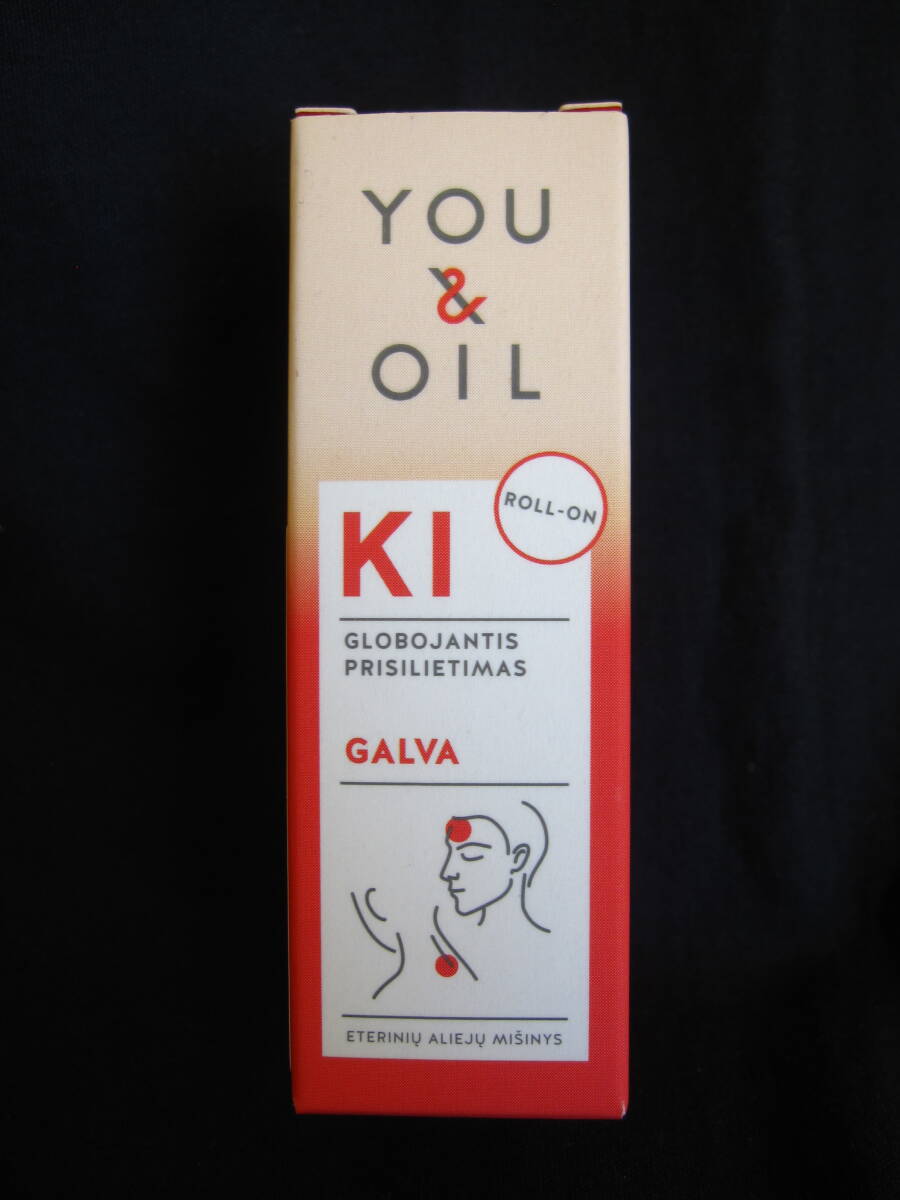 YOU
&
OIL
ROLL-ON
KI
GLOBOJANTIS
PRISILIETIMAS
GALVA
ETERINIŲ ALIEJŲ MIŠINYS